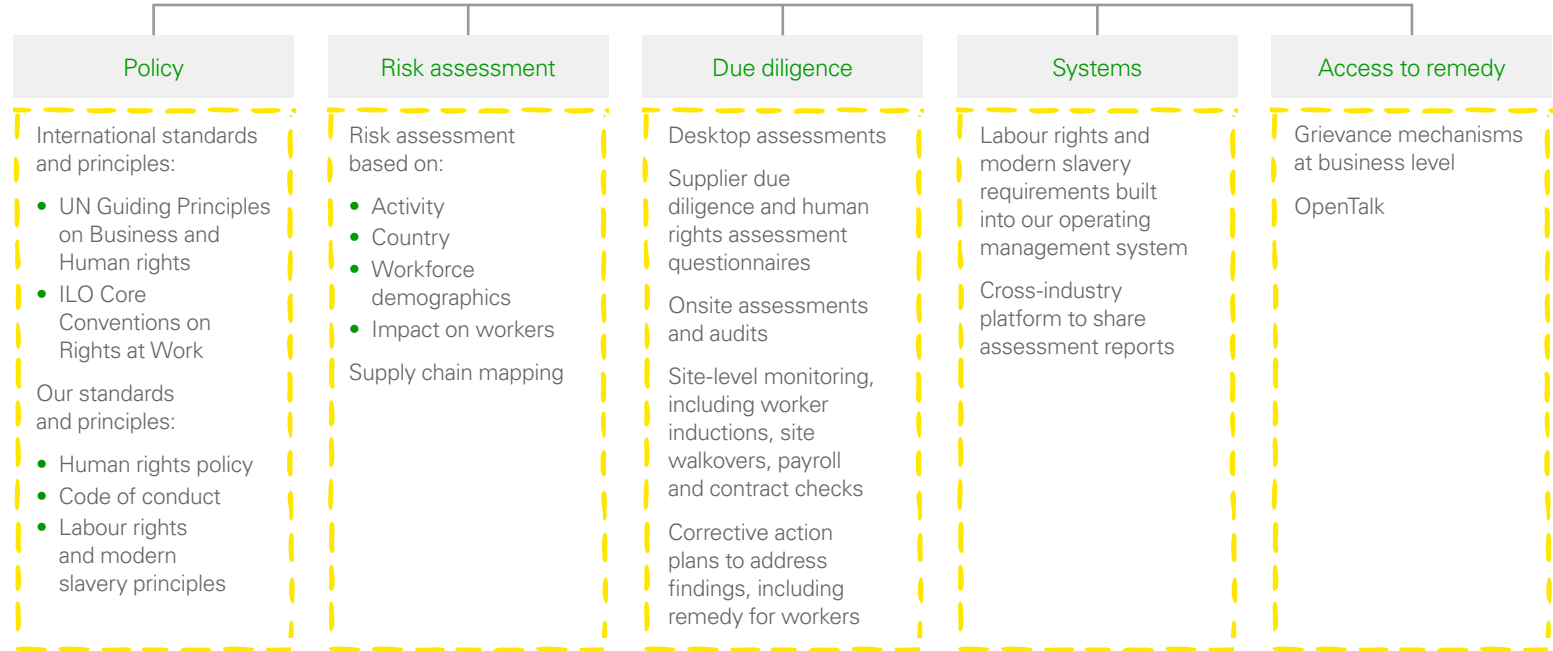 Policy
International standards
and principles:
• UN Guiding Principles
on Business and
Human rights
• ILO Core
Conventions on
Rights at Work
Our standards
and principles:
• Human rights policy
• Code of conduct
• Labour rights
and modern
slavery principles
Risk assessment
Risk assessment
based on:
• Activity
• Country
• Workforce
demographics
• Impact on workers
Supply chain mapping
Due diligence
Desktop assessments
Supplier due
diligence and human
rights assessment
questionnaires
Onsite assessments
and audits
Site-level monitoring,
including worker
inductions, site
walkovers, payroll
and contract checks
Corrective action
plans to address
findings, including
remedy for workers
Systems
Labour rights and
modern slavery
requirements built
into our operating
management system
Cross-industry
platform to share
assessment reports
Access to remedy
Grievance mechanisms
at business level
OpenTalk